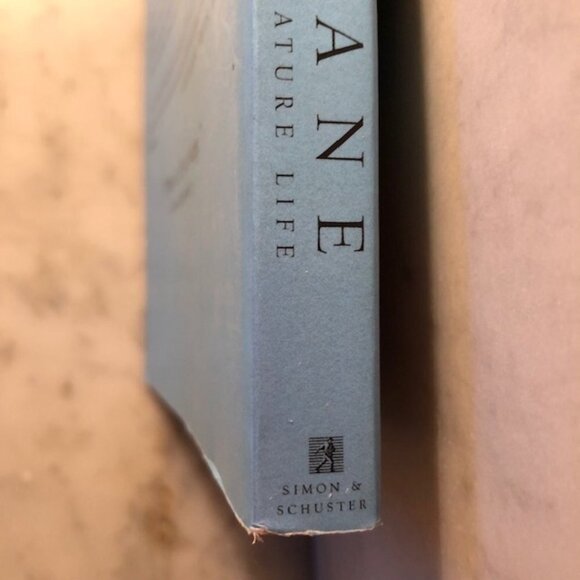 ANE
ATURE LIFE
SIMON &
SCHUSTER